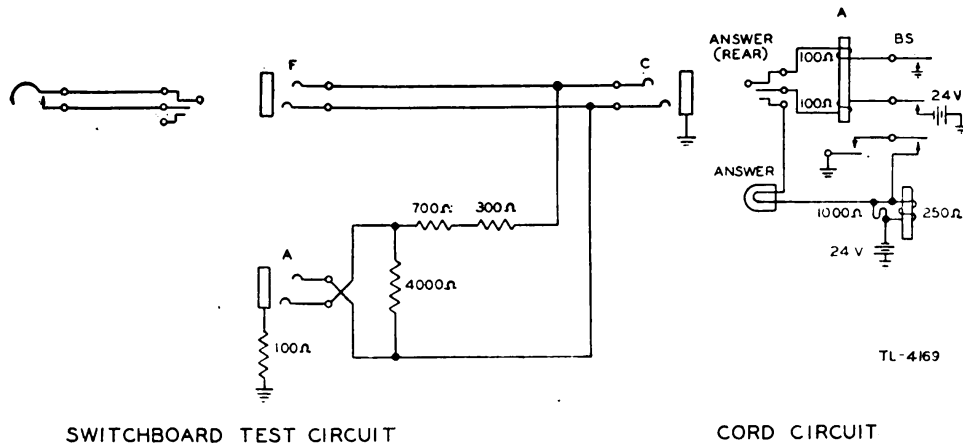 A
ANSWER
(REAR)
BS
F
C
100Ω
100Ω
24V
ANSWER
1000Ω
250Ω
24 V
700Ω
300Ω
A
4000Ω
100Ω
TL-4169
SWITCHBOARD TEST CIRCUIT
CORD CIRCUIT